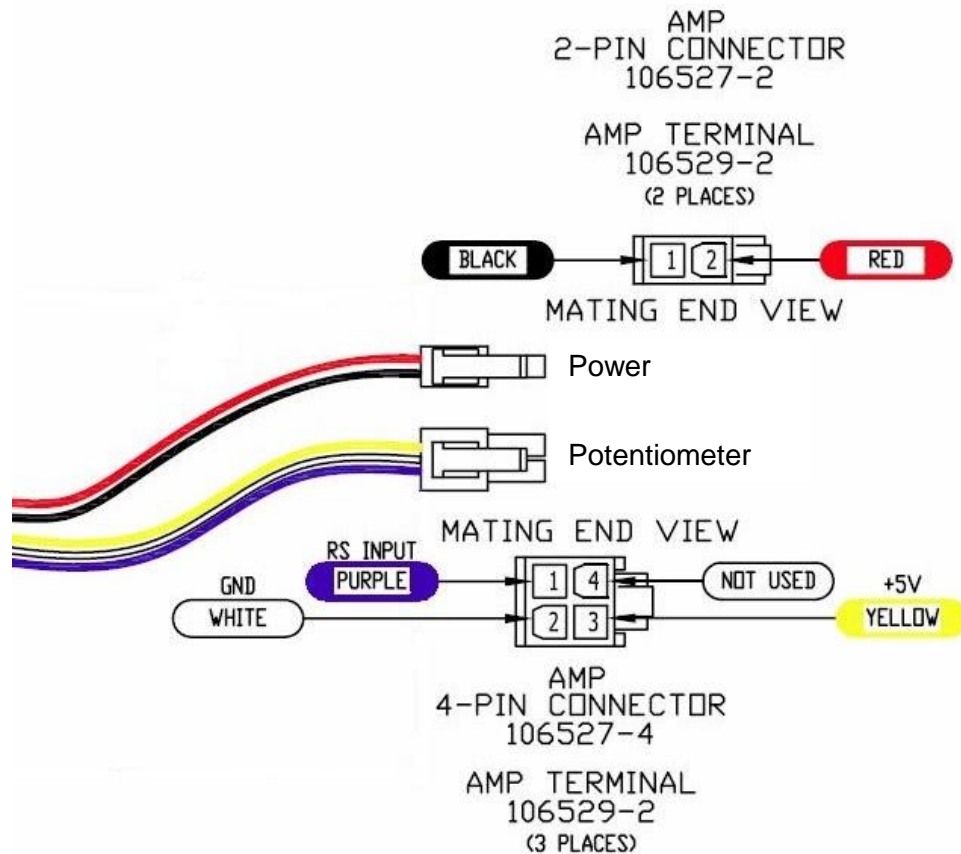 AMP
2-PIN CONNECTOR
106527-2
AMP TERMINAL
106529-2
(2 PLACES)
BLACK
1 2
RED
MATING END VIEW
Power
Potentiometer
MATING END VIEW
RS INPUT
PURPLE
1 4
NOT USED
GND
WHITE
2 3
+5V
YELLOW
AMP
4-PIN CONNECTOR
106527-4
AMP TERMINAL
106529-2
(3 PLACES)